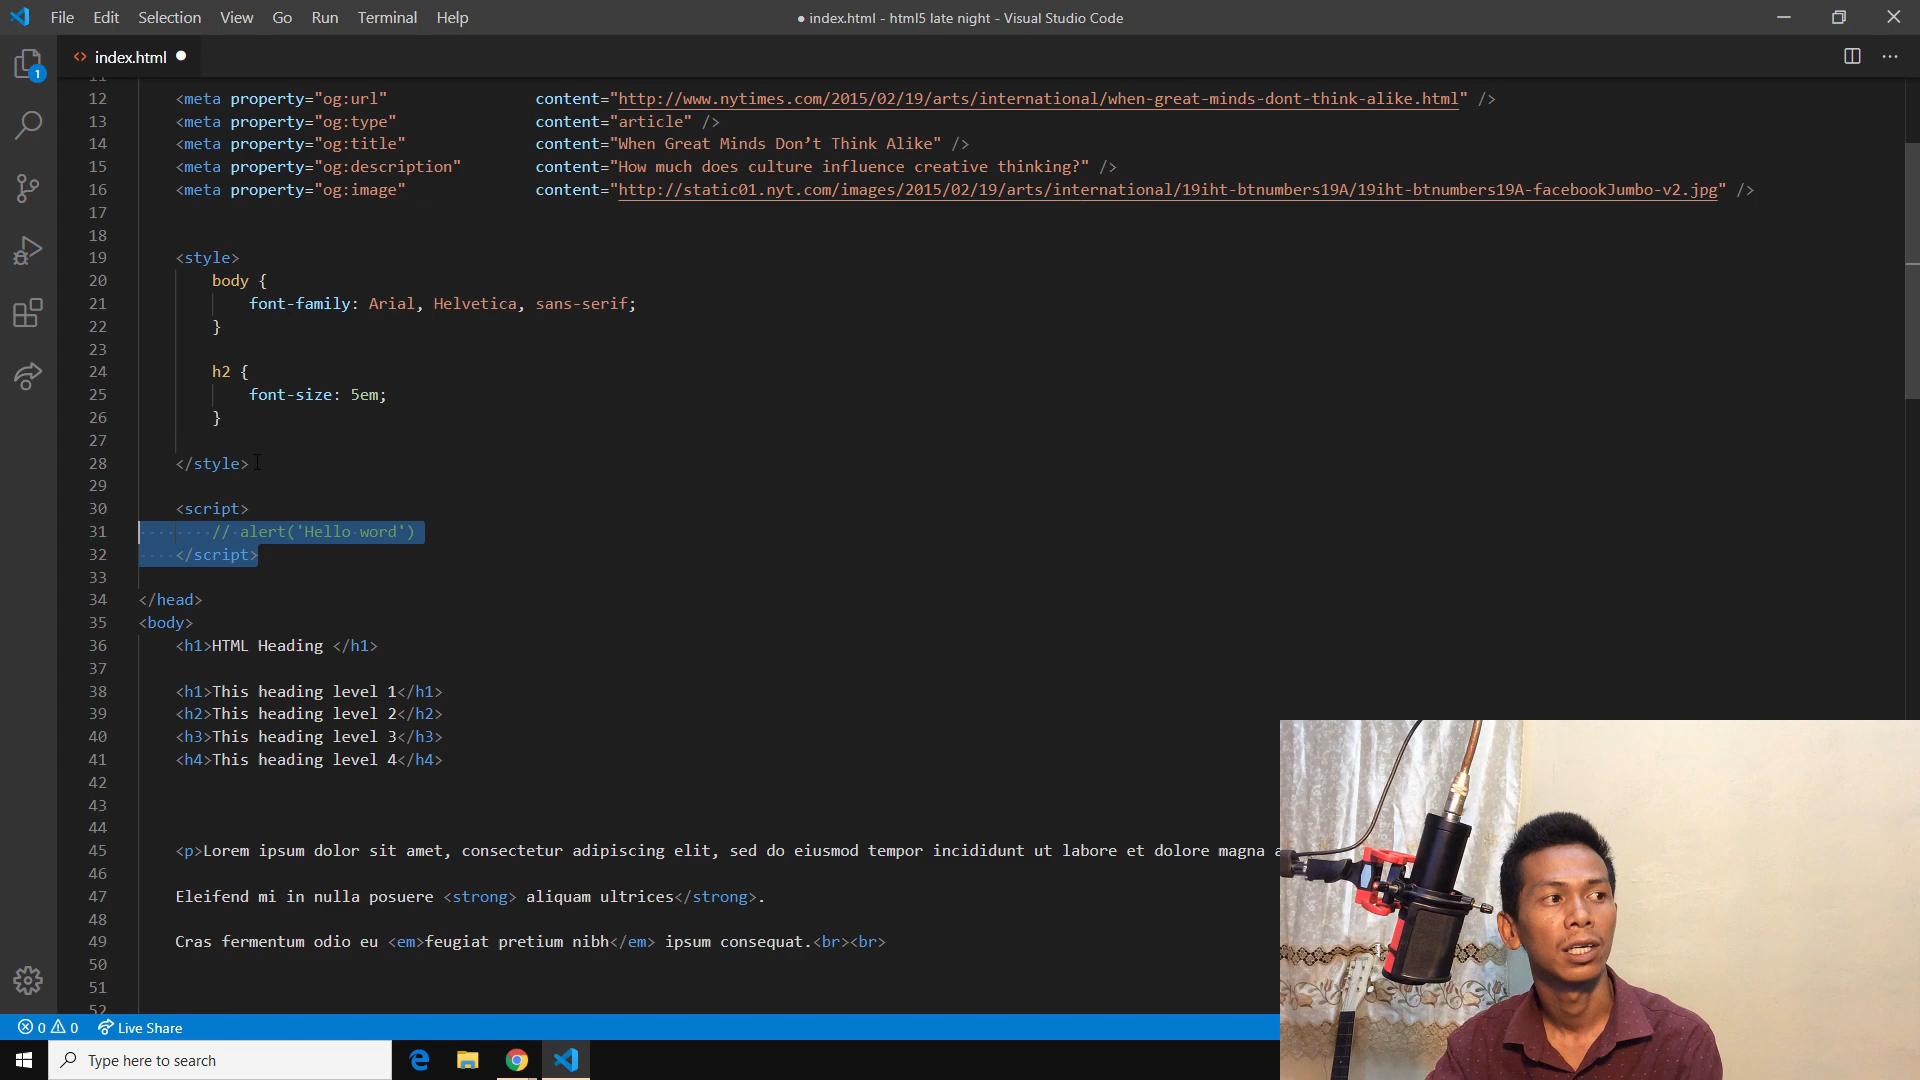 File Edit Selection View Go Run Terminal Help
● index.html - html5 late night - Visual Studio Code
<> index.html ●
1
12 <meta property="og:url" content="http://www.nytimes.com/2015/02/19/arts/international/when-great-minds-dont-think-alike.html" />
13 <meta property="og:type" content="article" />
14 <meta property="og:title" content="When Great Minds Don’t Think Alike" />
15 <meta property="og:description" content="How much does culture influence creative thinking?" />
16 <meta property="og:image" content="http://static01.nyt.com/images/2015/02/19/arts/international/19iht-btnumbers19A/19iht-btnumbers19A-facebookJumbo-v2.jpg" />
17
18
19 <style>
20 body {
21 font-family: Arial, Helvetica, sans-serif;
22 }
23
24 h2 {
25 font-size: 5em;
26 }
27
28 </style>
29
30 <script>
31 // alert('Hello word')
32 </script>
33
34 </head>
35 <body>
36 <h1>HTML Heading </h1>
37
38 <h1>This heading level 1</h1>
39 <h2>This heading level 2</h2>
40 <h3>This heading level 3</h3>
41 <h4>This heading level 4</h4>
42
43
44
45 <p>Lorem ipsum dolor sit amet, consectetur adipiscing elit, sed do eiusmod tempor incididunt ut labore et dolore magna a
46
47 Eleifend mi in nulla posuere <strong> aliquam ultrices</strong>.
48
49 Cras fermentum odio eu <em>feugiat pretium nibh</em> ipsum consequat.<br><br>
50
51
52
0 0 Live Share
Type here to search